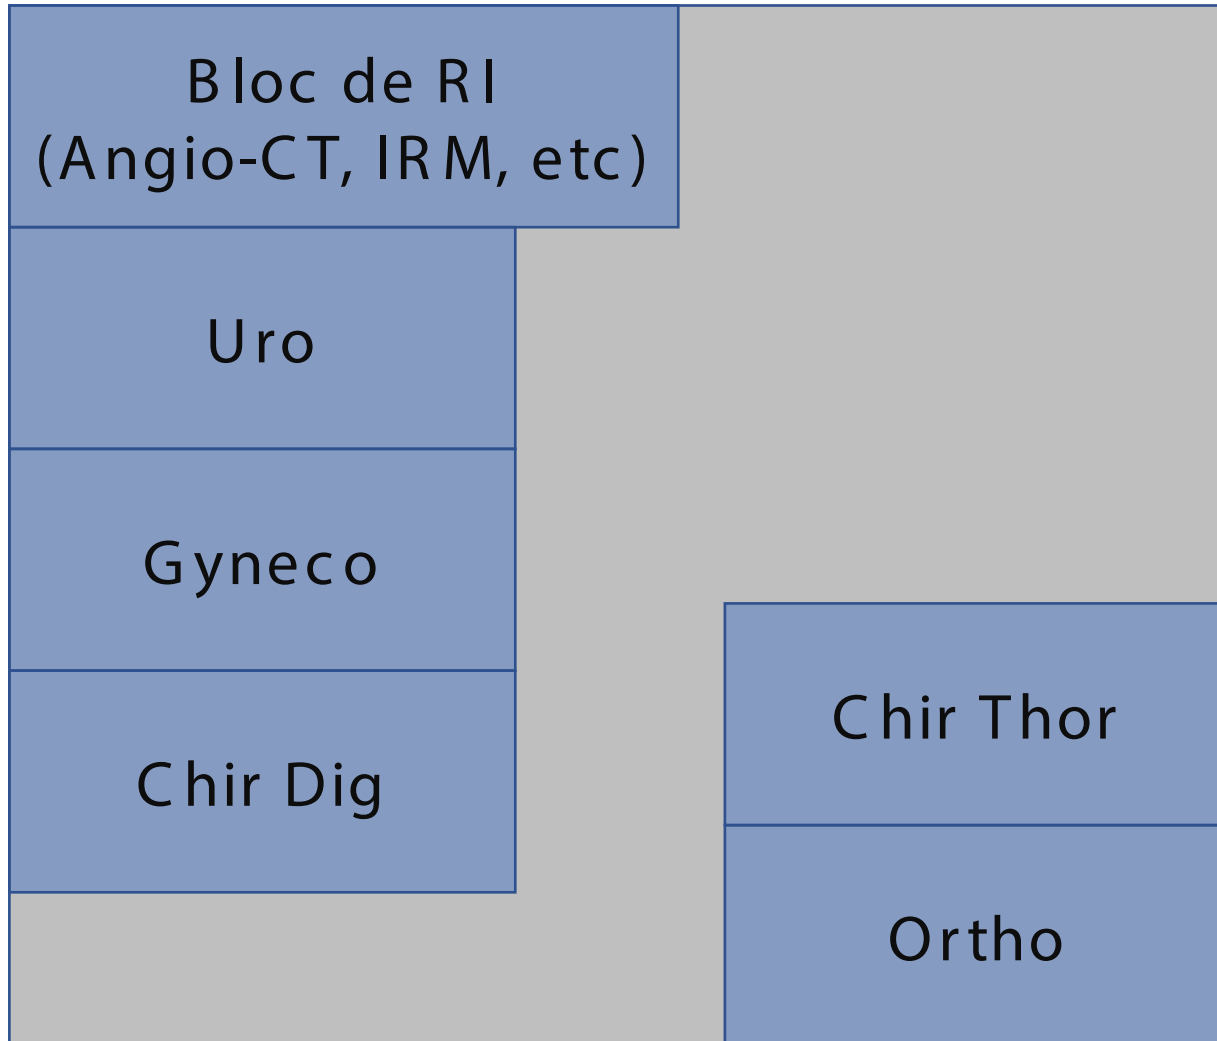 Bloc de RI
(Angio-CT, IRM, etc)
Uro
Gyneco
Chir Dig
Chir Thor
Ortho